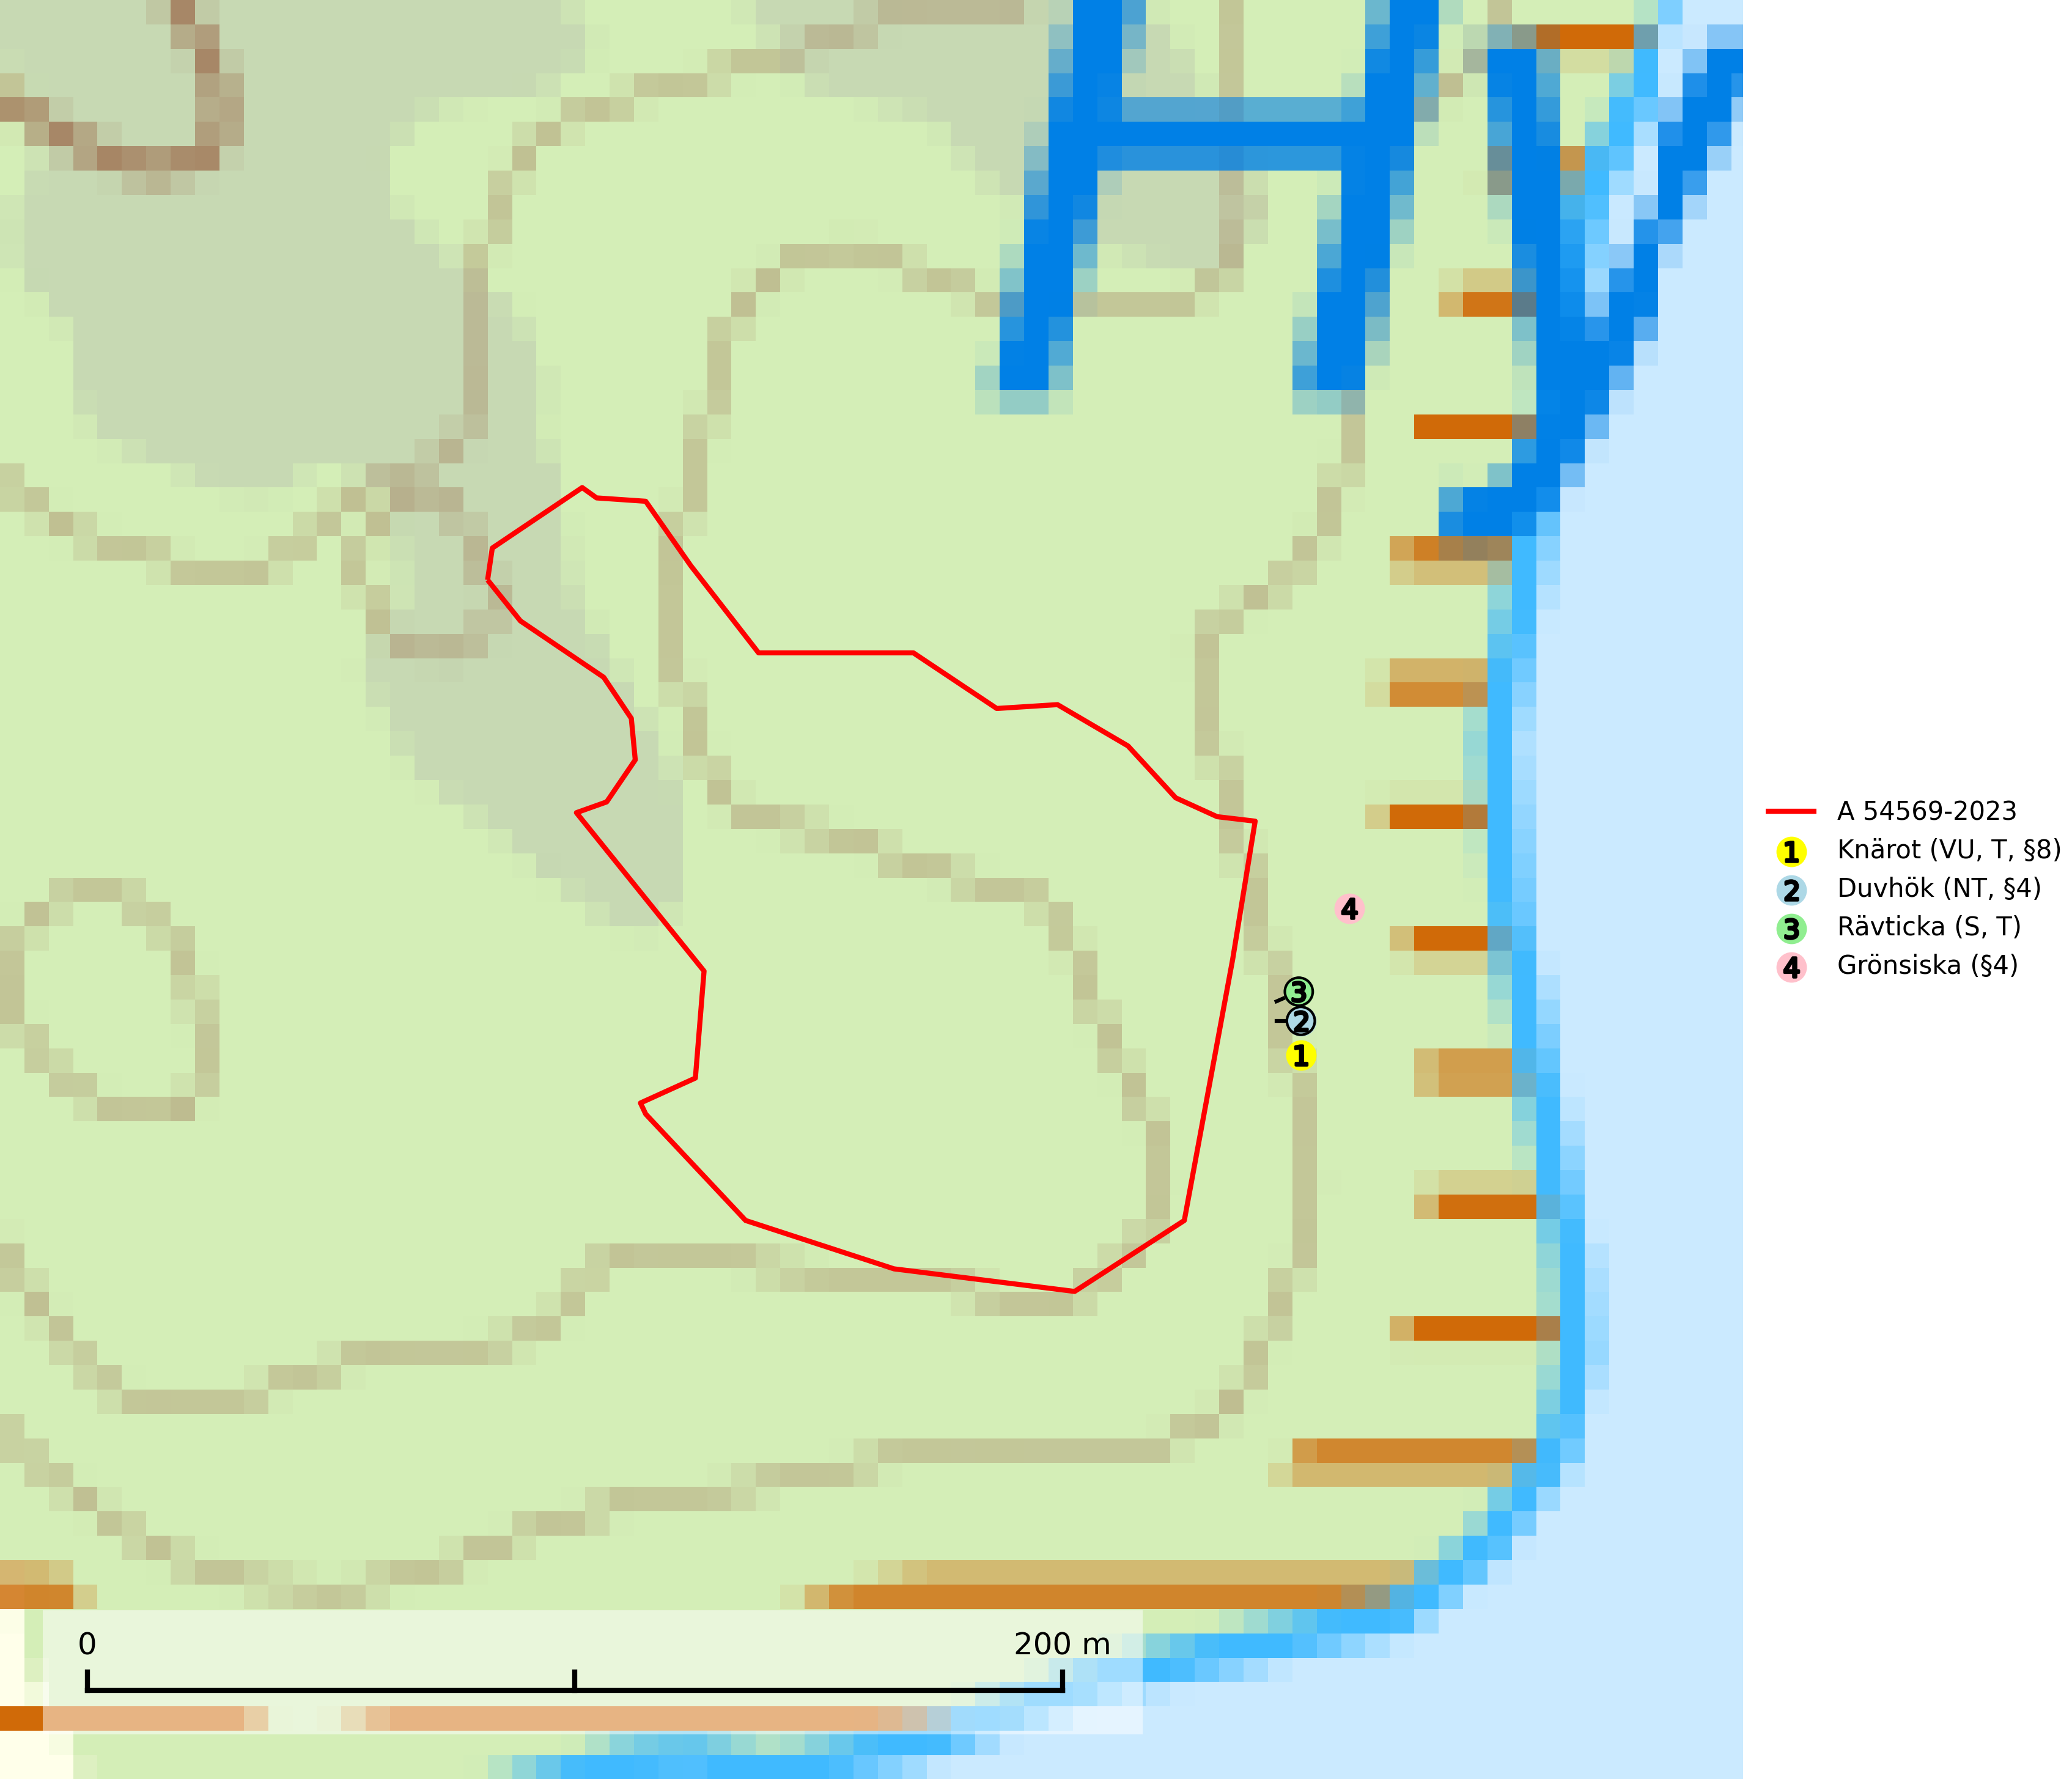 A 54569-2023
1 Knärot (VU, T, §8)
2 Duvhök (NT, §4)
3 Rävticka (S, T)
4 Grönsiska (§4)
4
3
2
1
0 200 m